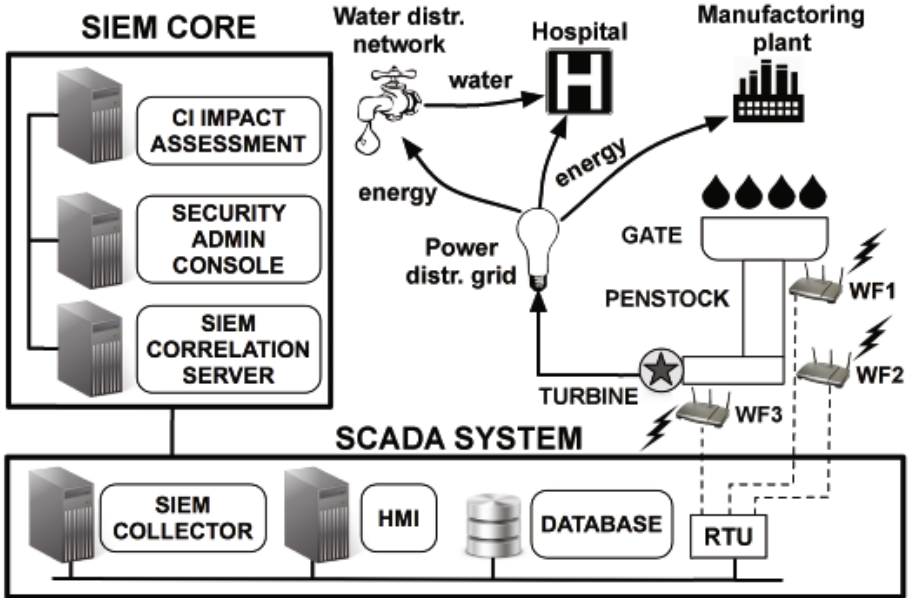 SIEM CORE
CI IMPACT
ASSESSMENT
SECURITY
ADMIN
CONSOLE
SIEM
CORRELATION
SERVER
Water distr.
network
water
Hospital
H
Manufactoring
plant
energy
energy
Power
distr. grid
GATE
PENSTOCK
TURBINE
WF1
WF2
WF3
SCADA SYSTEM
SIEM
COLLECTOR
HMI
DATABASE
RTU